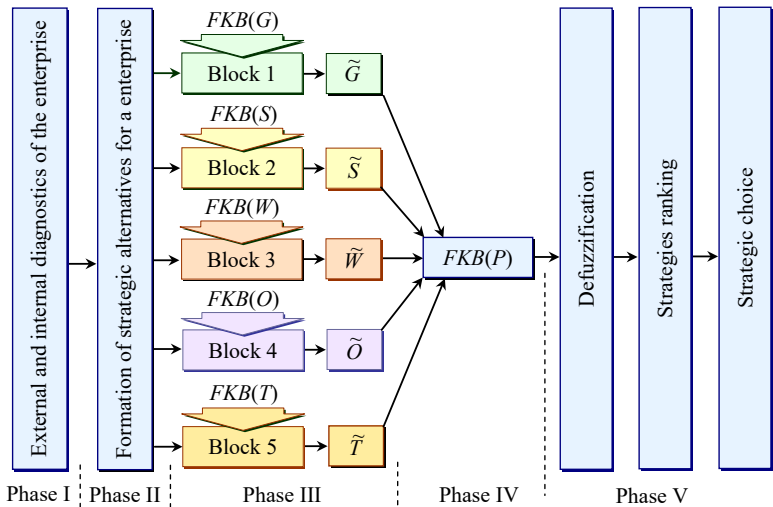 External and internal diagnostics of the enterprise
Formation of strategic alternatives for a enterprise
FKB(G)
Block 1
G̃
FKB(S)
Block 2
S̃
FKB(W)
Block 3
W̃
FKB(O)
Block 4
Õ
FKB(T)
Block 5
T̃
FKB(P)
Defuzzification
Strategies ranking
Strategic choice
Phase I
Phase II
Phase III
Phase IV
Phase V